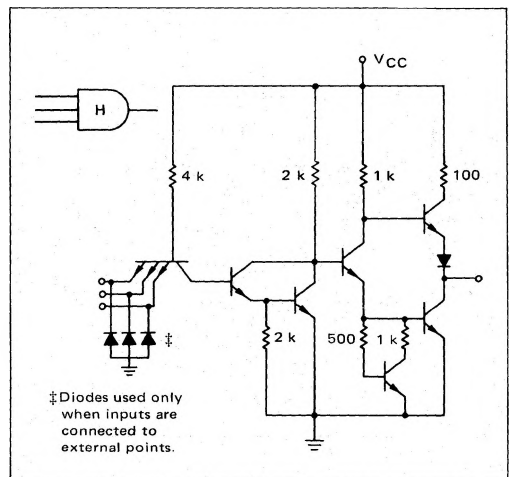 VCC
H
4 k
2 k
1 k
100
‡
2 k
500
1 k
‡Diodes used only
when inputs are
connected to
external points.